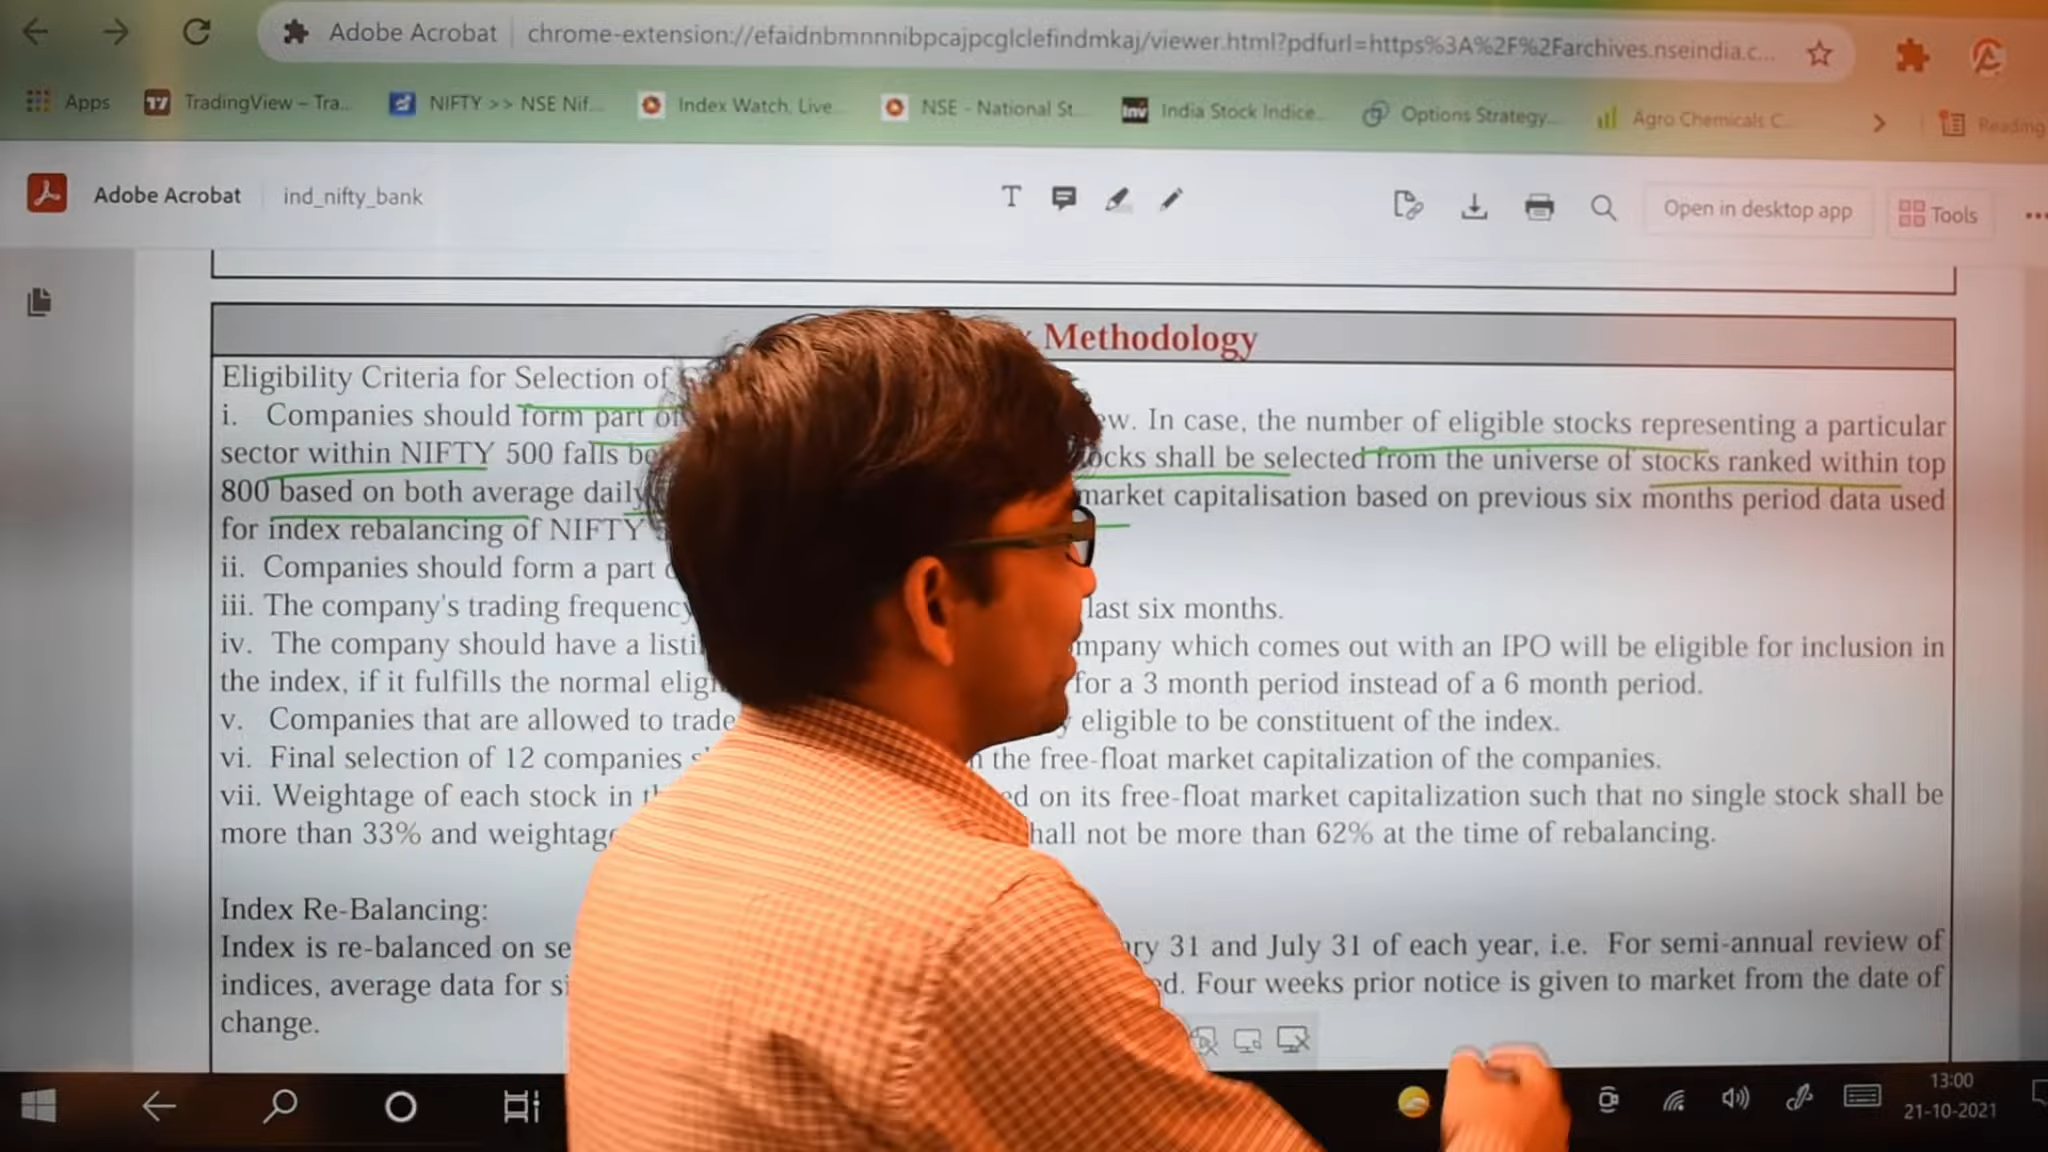 Adobe Acrobat chrome-extension://efaidnbmnnnibpcajpcglclefindmkaj/viewer.html?pdfurl=https%3A%2F%2Farchives.nseindia.c...
Apps TradingView – Tra... NIFTY >> NSE Nif... Index Watch, Live... NSE - National St... Inv India Stock Indice... Options Strategy... Agro Chemicals C... Reading
Adobe Acrobat ind_nifty_bank T Open in desktop app Tools
Methodology
Eligibility Criteria for Selection of
i. Companies should form part of In case, the number of eligible stocks representing a particular
sector within NIFTY 500 falls shall be selected from the universe of stocks ranked within top
800 based on both average daily market capitalisation based on previous six months period data used
for index rebalancing of NIFTY
ii. Companies should form a part
iii. The company's trading frequency last six months.
iv. The company should have a which comes out with an IPO will be eligible for inclusion in
the index, if it fulfills the normal for a 3 month period instead of a 6 month period.
v. Companies that are allowed to trade eligible to be constituent of the index.
vi. Final selection of 12 companies the free-float market capitalization of the companies.
vii. Weightage of each stock in on its free-float market capitalization such that no single stock shall be
more than 33% and not be more than 62% at the time of rebalancing.
Index Re-Balancing:
Index is re-balanced on 31 and July 31 of each year, i.e. For semi-annual review of
indices, average data for Four weeks prior notice is given to market from the date of
change.
13:00
21-10-2021